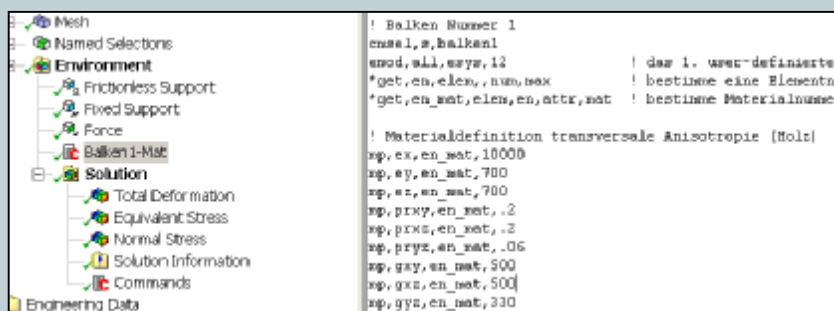 Mesh
Named Selections
Environment
Frictionless Support
Fixed Support
Force
Balken 1-Mat
Solution
Total Deformation
Equivalent Stress
Normal Stress
Solution Information
Commands
Engineering Data
! Balken Nummer 1
cmsel,s,balken1
emod,all,esys,12 ! das 1. user-definierte
*get,en,elem,,num,max ! bestimme eine Elementn
*get,en_mat,elem,en,attr,mat ! bestimme Materialnumme
! Materialdefinition transversale Anisotropie (Holz)
mp,ex,en_mat,10000
mp,ey,en_mat,700
mp,ez,en_mat,700
mp,prxy,en_mat,.2
mp,prxz,en_mat,.2
mp,pryz,en_mat,.06
mp,gxy,en_mat,500
mp,gxz,en_mat,500
mp,gyz,en_mat,330